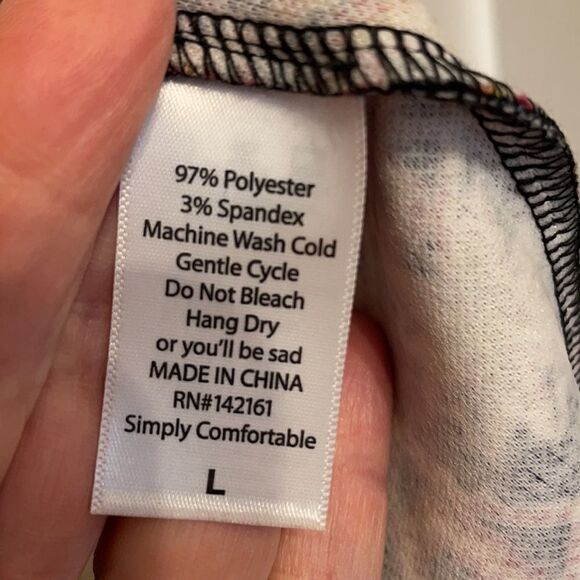 97% Polyester
3% Spandex
Machine Wash Cold
Gentle Cycle
Do Not Bleach
Hang Dry
or you'll be sad
MADE IN CHINA
RN#142161
Simply Comfortable
L